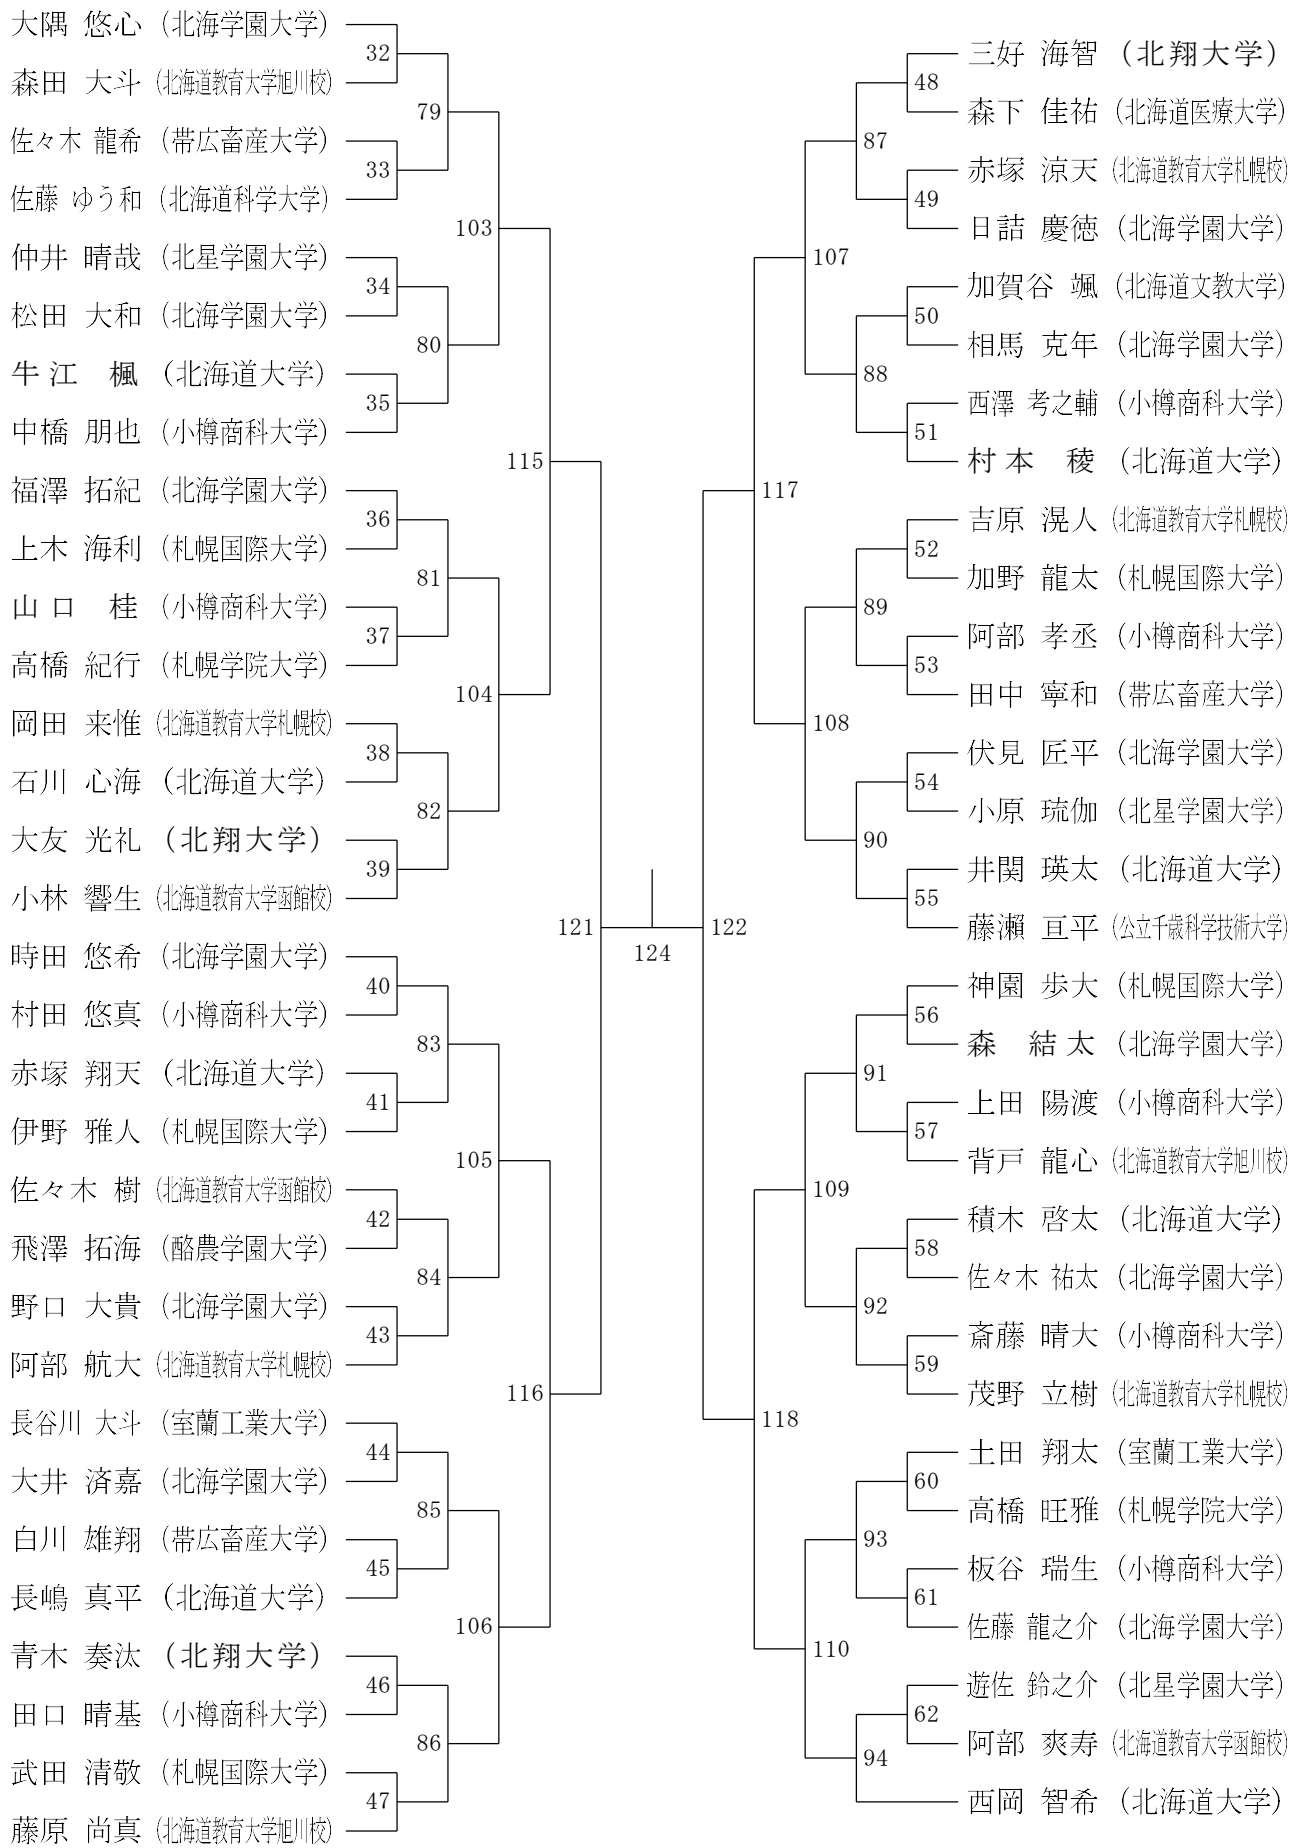 大隅 悠心 (北海学園大学)
32
森田 大斗 (北海道教育大学旭川校)
79
佐々木 龍希 (帯広畜産大学)
33
佐藤 ゆう和 (北海道科学大学)
103
仲井 晴哉 (北星学園大学)
34
松田 大和 (北海学園大学)
80
牛江 楓 (北海道大学)
35
中橋 朋也 (小樽商科大学)
115
福澤 拓紀 (北海学園大学)
36
上木 海利 (札幌国際大学)
81
山口 桂 (小樽商科大学)
37
高橋 紀行 (札幌学院大学)
104
岡田 来惟 (北海道教育大学札幌校)
38
石川 心海 (北海道大学)
82
大友 光礼 (北翔大学)
39
小林 響生 (北海道教育大学函館校)
121
時田 悠希 (北海学園大学)
40
村田 悠真 (小樽商科大学)
83
赤塚 翔天 (北海道大学)
41
伊野 雅人 (札幌国際大学)
105
佐々木 樹 (北海道教育大学函館校)
42
飛澤 拓海 (酪農学園大学)
84
野口 大貴 (北海学園大学)
43
阿部 航大 (北海道教育大学札幌校)
116
長谷川 大斗 (室蘭工業大学)
44
大井 済嘉 (北海学園大学)
85
白川 雄翔 (帯広畜産大学)
45
長嶋 真平 (北海道大学)
106
青木 奏汰 (北翔大学)
46
田口 晴基 (小樽商科大学)
86
武田 清敬 (札幌国際大学)
47
藤原 尚真 (北海道教育大学旭川校)
124
三好 海智 (北翔大学)
48
森下 佳祐 (北海道医療大学)
87
赤塚 涼天 (北海道教育大学札幌校)
49
日詰 慶徳 (北海学園大学)
107
加賀谷 颯 (北海道文教大学)
50
相馬 克年 (北海学園大学)
88
西澤 考之輔 (小樽商科大学)
51
村本 稜 (北海道大学)
117
吉原 滉人 (北海道教育大学札幌校)
52
加野 龍太 (札幌国際大学)
89
阿部 孝丞 (小樽商科大学)
53
田中 寧和 (帯広畜産大学)
108
伏見 匠平 (北海学園大学)
54
小原 琉伽 (北星学園大学)
90
井関 瑛太 (北海道大学)
55
藤瀬 亘平 (公立千歳科学技術大学)
122
神園 歩大 (札幌国際大学)
56
森 結太 (北海学園大学)
91
上田 陽渡 (小樽商科大学)
57
背戸 龍心 (北海道教育大学旭川校)
109
積木 啓太 (北海道大学)
58
佐々木 祐太 (北海学園大学)
92
斎藤 晴大 (小樽商科大学)
59
茂野 立樹 (北海道教育大学札幌校)
118
土田 翔太 (室蘭工業大学)
60
高橋 旺雅 (札幌学院大学)
93
板谷 瑞生 (小樽商科大学)
61
佐藤 龍之介 (北海学園大学)
110
遊佐 鈴之介 (北星学園大学)
62
阿部 爽寿 (北海道教育大学函館校)
94
西岡 智希 (北海道大学)